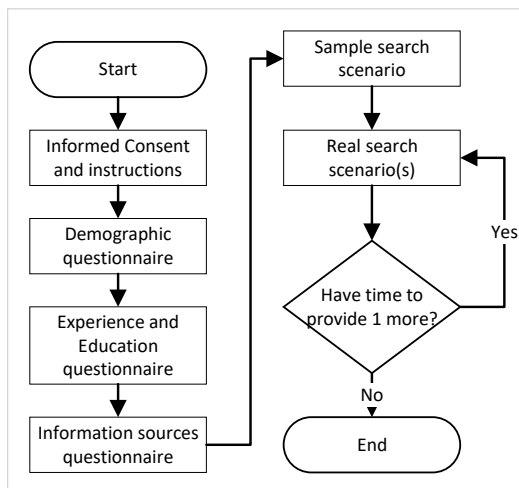 Start
Informed Consent
and instructions
Demographic
questionnaire
Experience and
Education
questionnaire
Information sources
questionnaire
Sample search
scenario
Real search
scenario(s)
Have time to
provide 1 more?
Yes
No
End